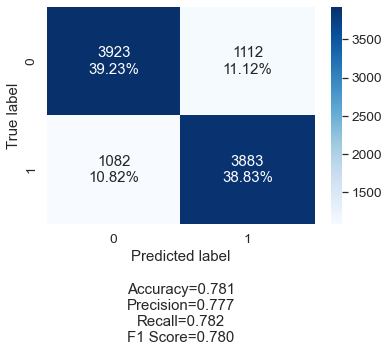 3923
39.23%
1112
11.12%
1082
10.82%
3883
38.83%
0
1
True label
0
1
Predicted label
3500
3000
2500
2000
1500
Accuracy=0.781
Precision=0.777
Recall=0.782
F1 Score=0.780